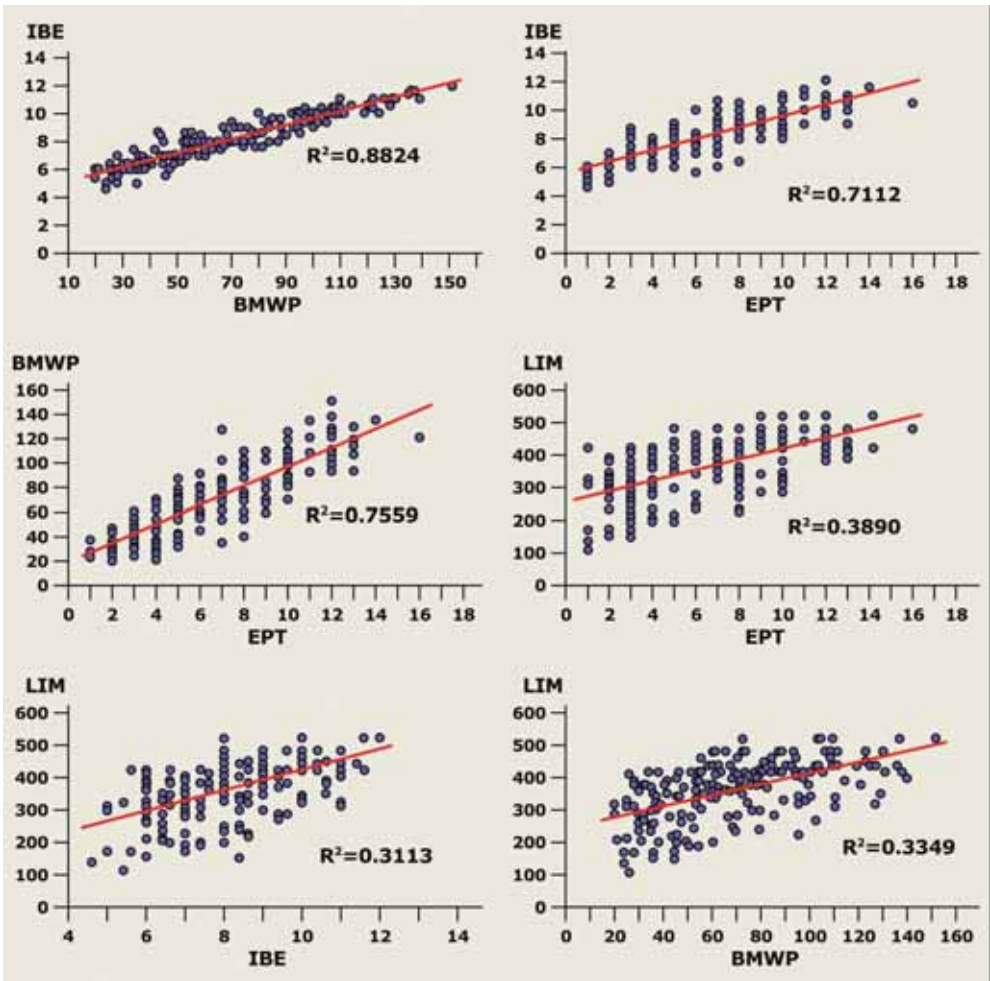 IBE
14
12
10
8
6
4
2
0
R²=0.8824
10 30 50 70 90 110 130 150
BMWP
IBE
14
12
10
8
6
4
2
0
R²=0.7112
0 2 4 6 8 10 12 14 16 18
EPT
BMWP
160
140
120
100
80
60
40
20
0
R²=0.7559
0 2 4 6 8 10 12 14 16 18
EPT
LIM
600
500
400
300
200
100
0
R²=0.3890
0 2 4 6 8 10 12 14 16 18
EPT
LIM
600
500
400
300
200
100
0
R²=0.3113
4 6 8 10 12 14
IBE
LIM
600
500
400
300
200
100
0
R²=0.3349
0 20 40 60 80 100 120 140 160
BMWP